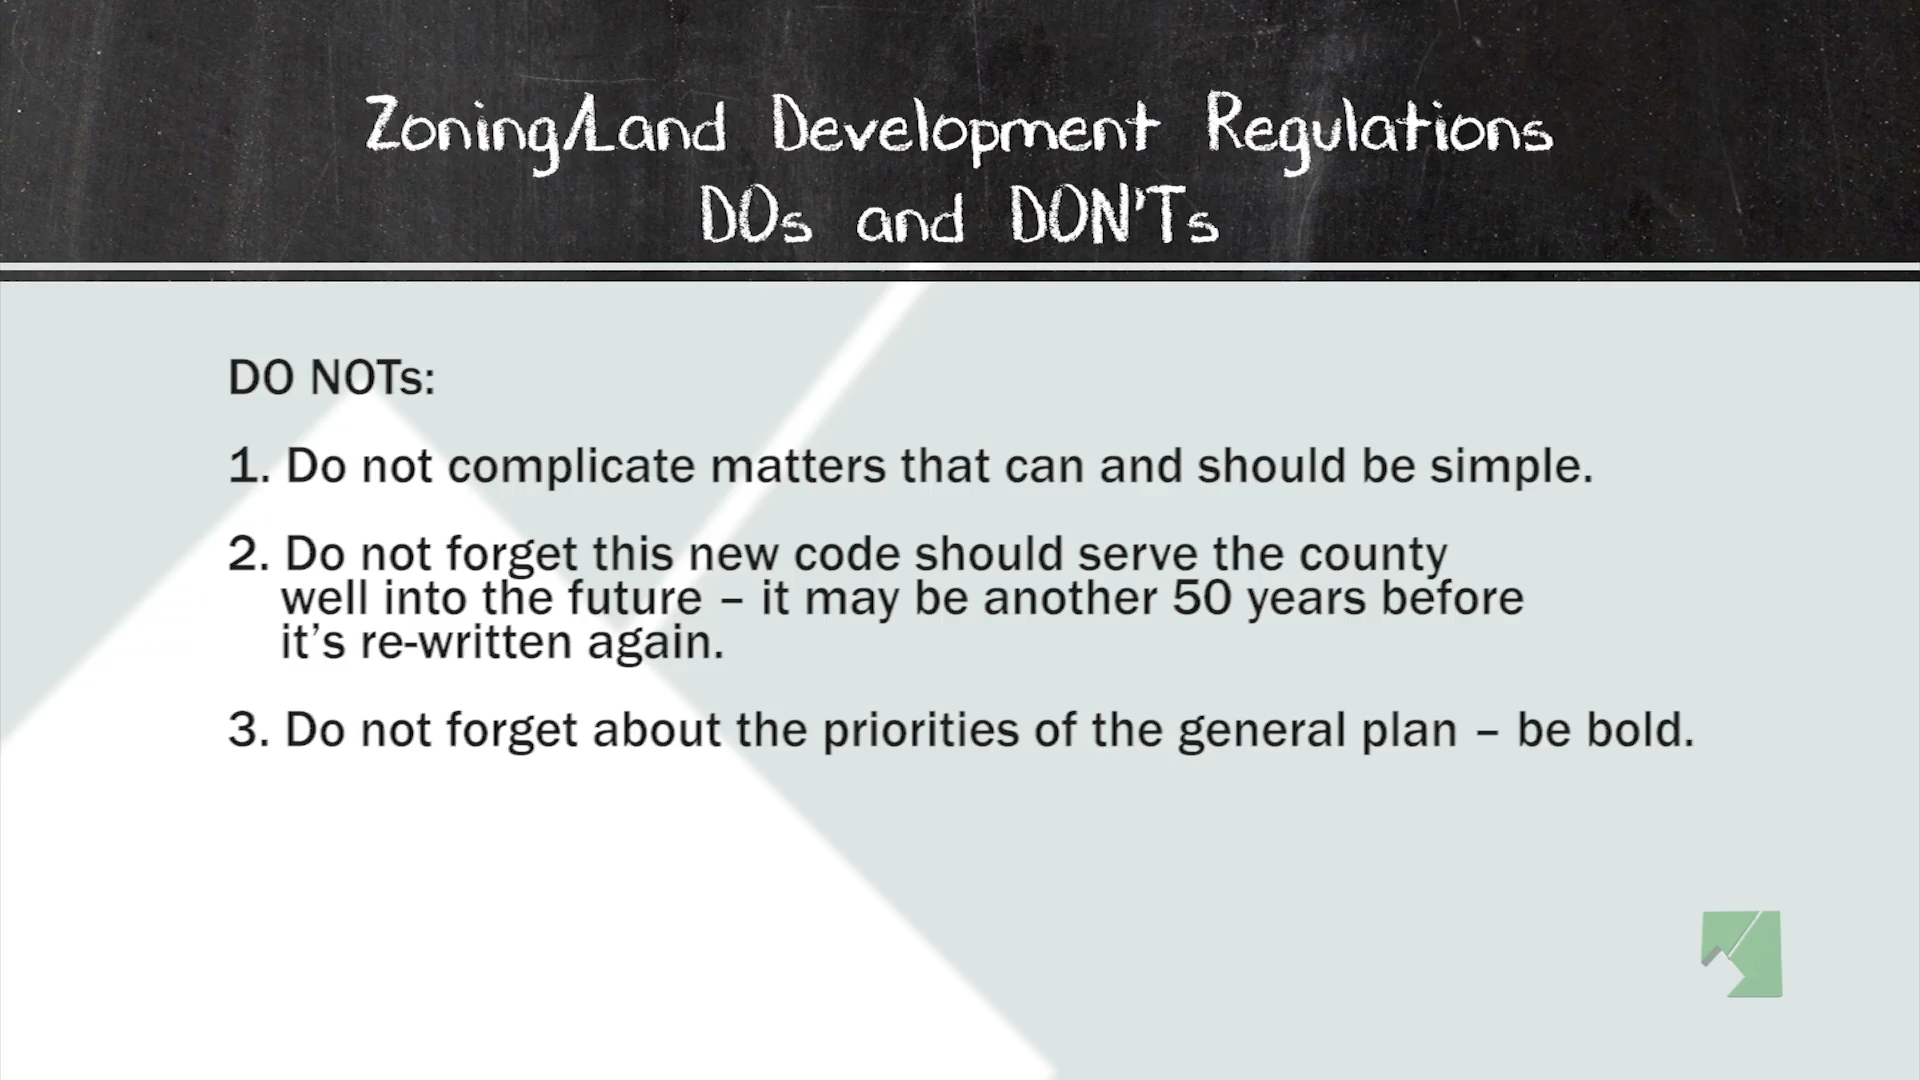 Zoning/Land Development Regulations
DOs and DON'Ts
DO NOTs:
1. Do not complicate matters that can and should be simple.
2. Do not forget this new code should serve the county
well into the future – it may be another 50 years before
it’s re-written again.
3. Do not forget about the priorities of the general plan – be bold.